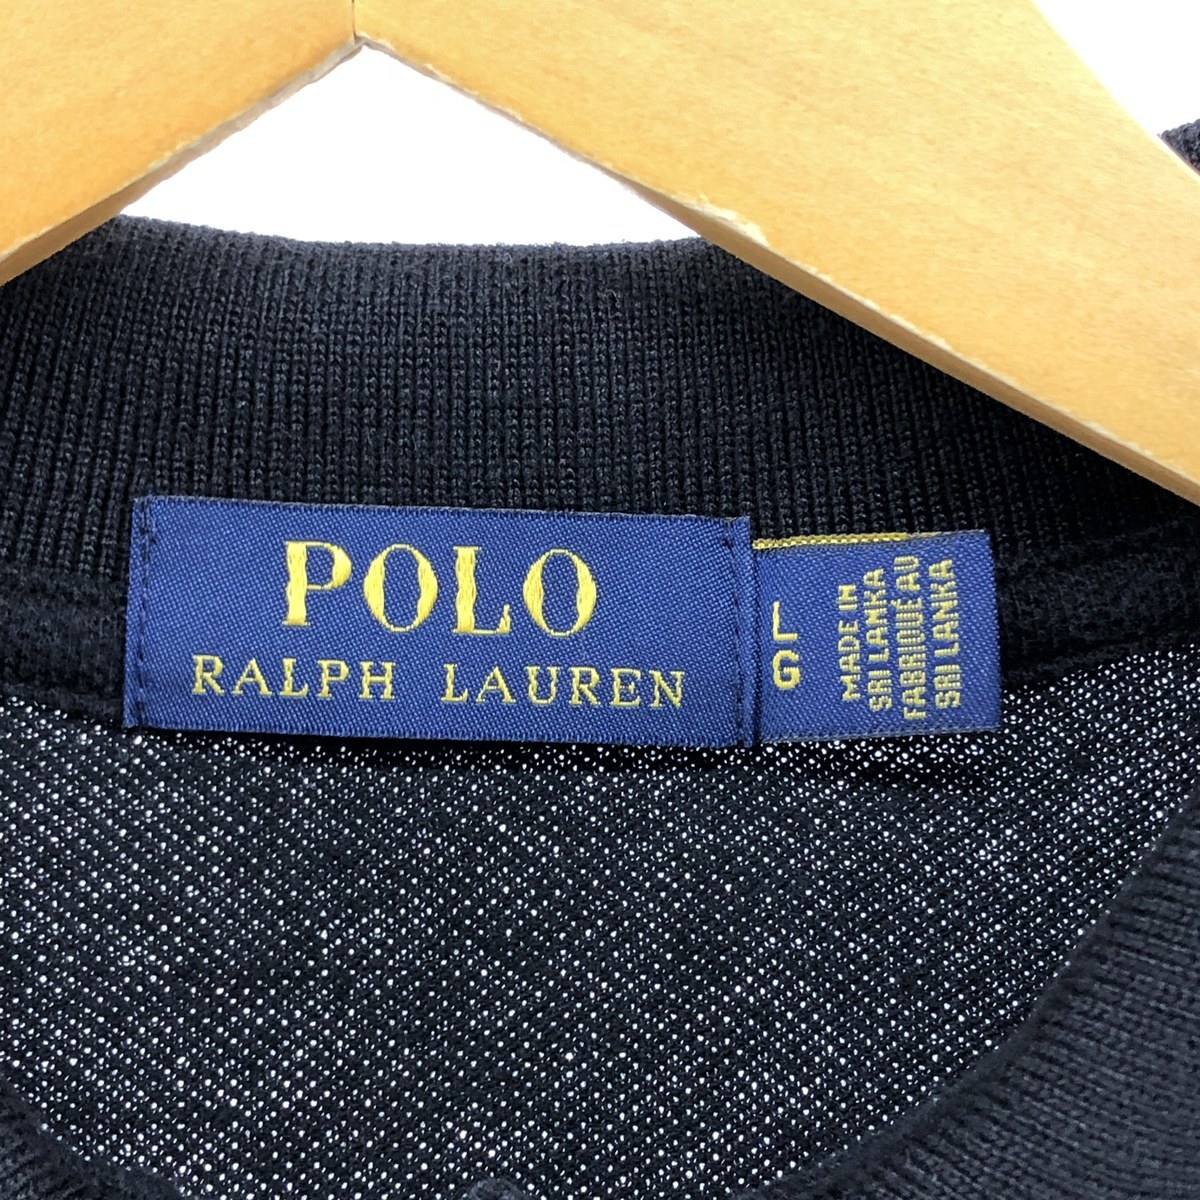 POLO
RALPH LAUREN
L
G
MADE IN
SRI LANKA
FABRIQUÉ AU
SRI LANKA